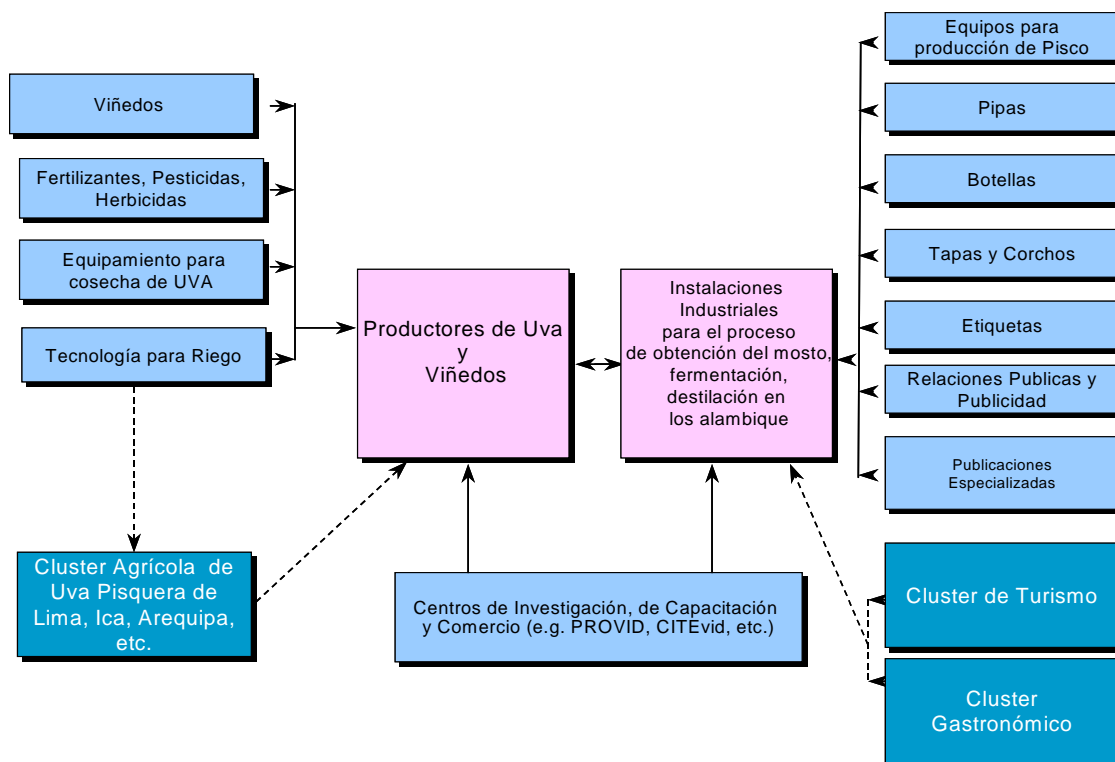 Viñedos
Fertilizantes, Pesticidas,
Herbicidas
Equipamiento para
cosecha de UVA
Tecnología para Riego
Cluster Agrícola de
Uva Pisquera de
Lima, Ica, Arequipa,
etc.
Productores de Uva
y
Viñedos
Instalaciones
Industriales
para el proceso
de obtención del mosto,
fermentación,
destilación en
los alambique
Centros de Investigación, de Capacitación
y Comercio (e.g. PROVID, CITEvid, etc.)
Equipos para
producción de Pisco
Pipas
Botellas
Tapas y Corchos
Etiquetas
Relaciones Publicas y
Publicidad
Publicaciones
Especializadas
Cluster de Turismo
Cluster
Gastronómico